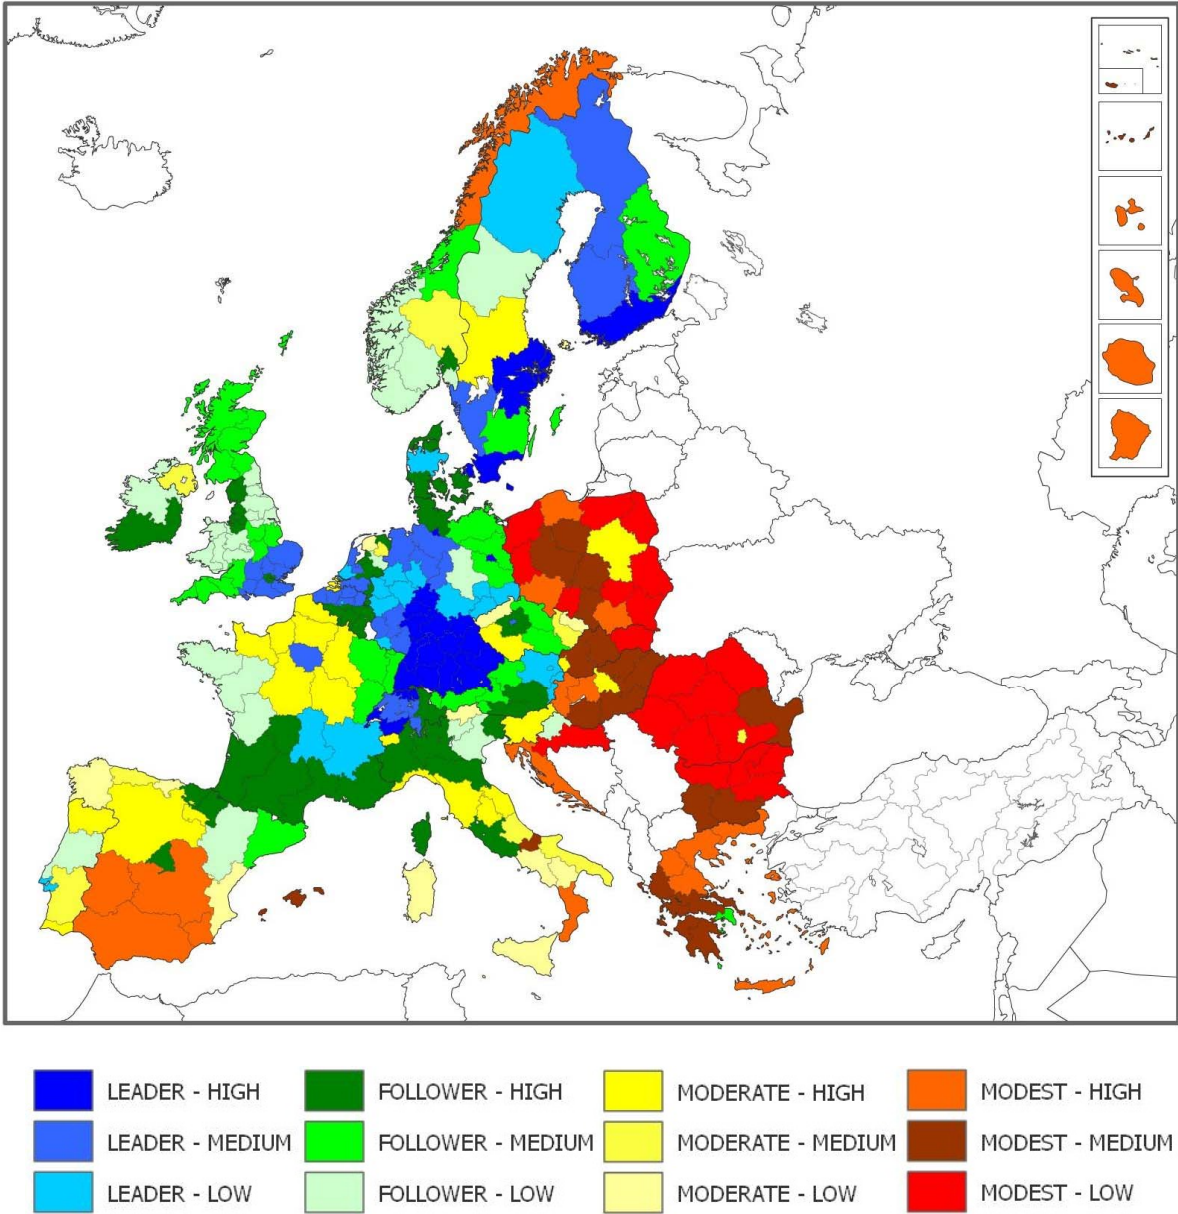 LEADER - HIGH FOLLOWER - HIGH MODERATE - HIGH MODEST - HIGH
LEADER - MEDIUM FOLLOWER - MEDIUM MODERATE - MEDIUM MODEST - MEDIUM
LEADER - LOW FOLLOWER - LOW MODERATE - LOW MODEST - LOW